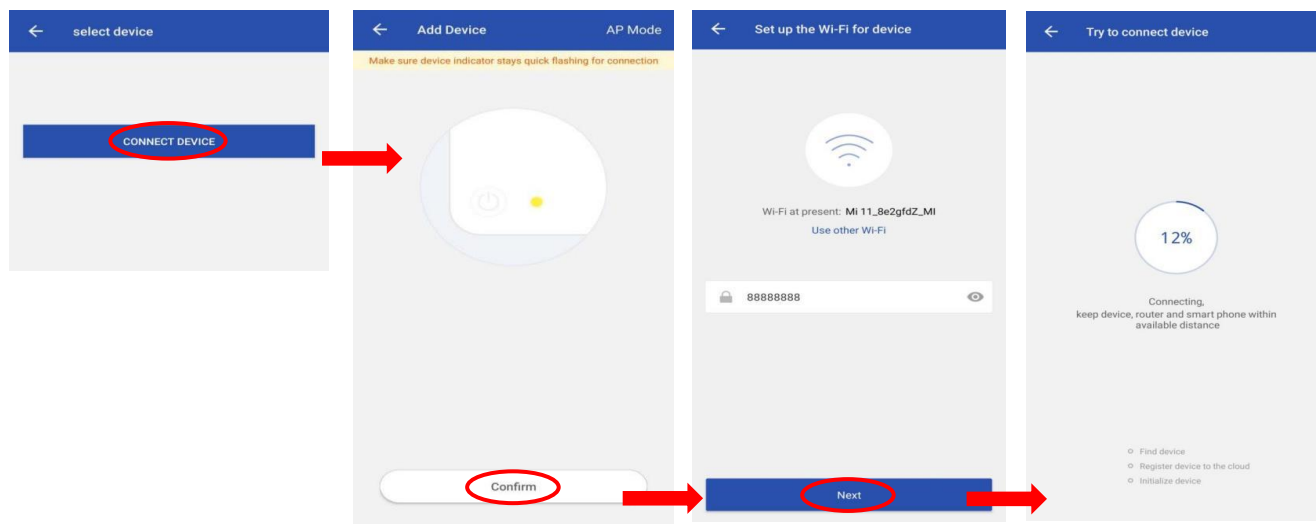 select device
CONNECT DEVICE
Add Device
AP Mode
Make sure device indicator stays quick flashing for connection
Confirm
Set up the Wi-Fi for device
Wi-Fi at present: Mi 11_8e2gfdZ_MI
Use other Wi-Fi
88888888
Next
Try to connect device
12%
Connecting,
keep device, router and smart phone within
available distance
Find device
Register device to the cloud
Initialize device